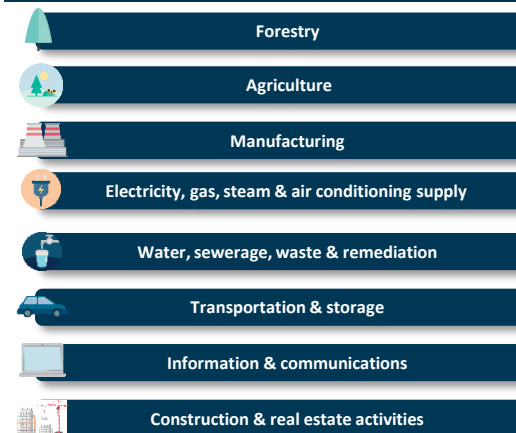 Forestry
Agriculture
Manufacturing
Electricity, gas, steam & air conditioning supply
Water, sewerage, waste & remediation
Transportation & storage
Information & communications
Construction & real estate activities